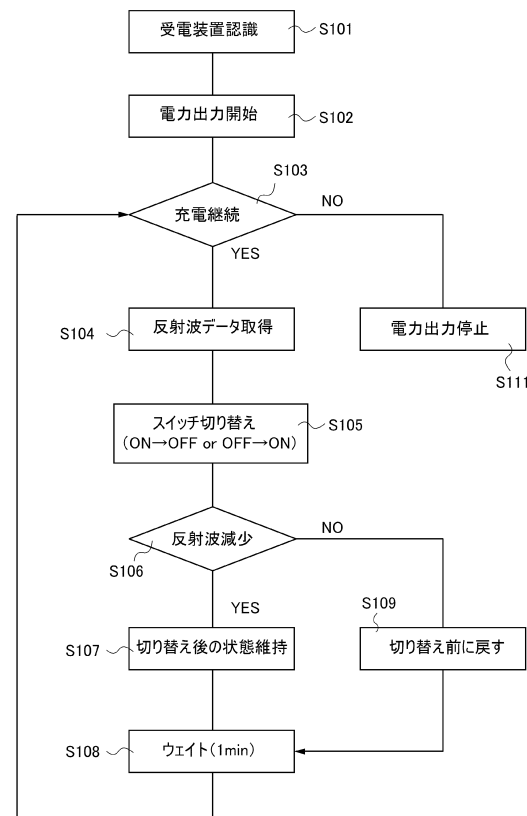 受電装置認識
S101
電力出力開始
S102
S103
充電継続
NO
YES
S104
反射波データ取得
電力出力停止
S111
スイッチ切り替え
(ON→OFF or OFF→ON)
S105
反射波減少
NO
S106
YES
S109
S107
切り替え後の状態維持
切り替え前に戻す
S108
ウェイト(1min)